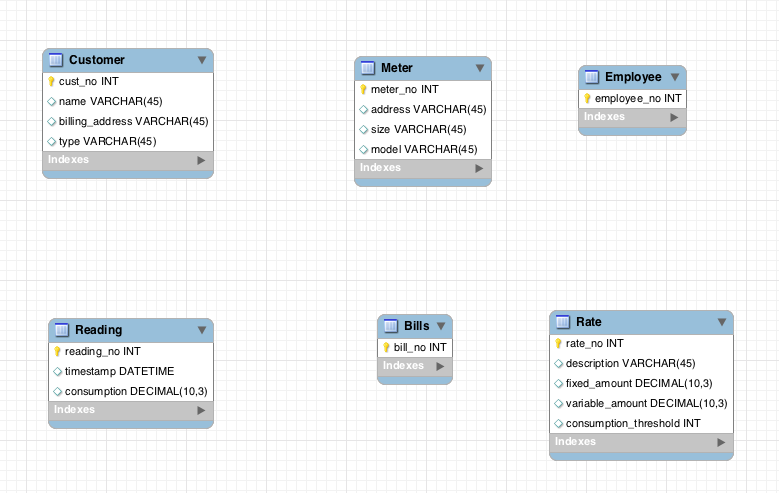 Customer
cust_no INT
name VARCHAR(45)
billing_address VARCHAR(45)
type VARCHAR(45)
Indexes
Meter
meter_no INT
address VARCHAR(45)
size VARCHAR(45)
model VARCHAR(45)
Indexes
Employee
employee_no INT
Indexes
Reading
reading_no INT
timestamp DATETIME
consumption DECIMAL(10,3)
Indexes
Bills
bill_no INT
Indexes
Rate
rate_no INT
description VARCHAR(45)
fixed_amount DECIMAL(10,3)
variable_amount DECIMAL(10,3)
consumption_threshold INT
Indexes